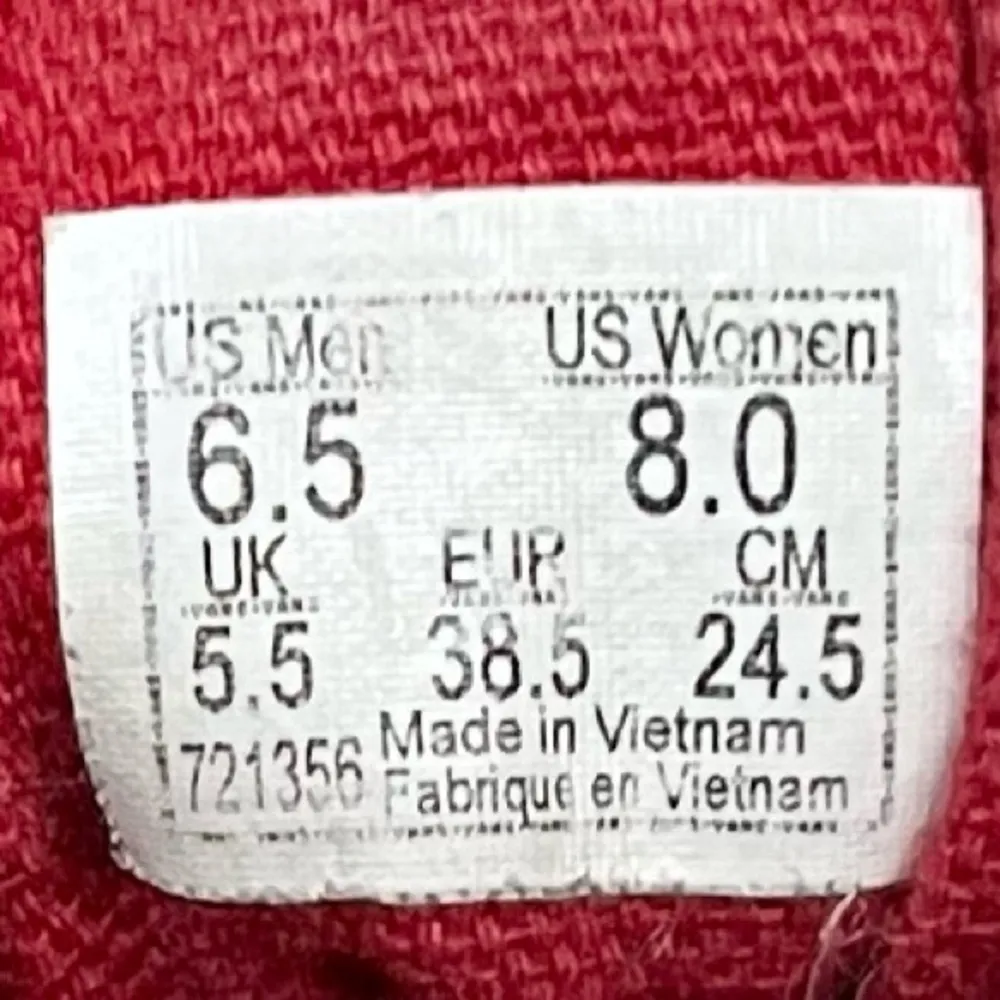 US Men US Women
6.5 8.0
UK EUR CM
5.5 38.5 24.5
721356 Made in Vietnam
Fabrique en Vietnam